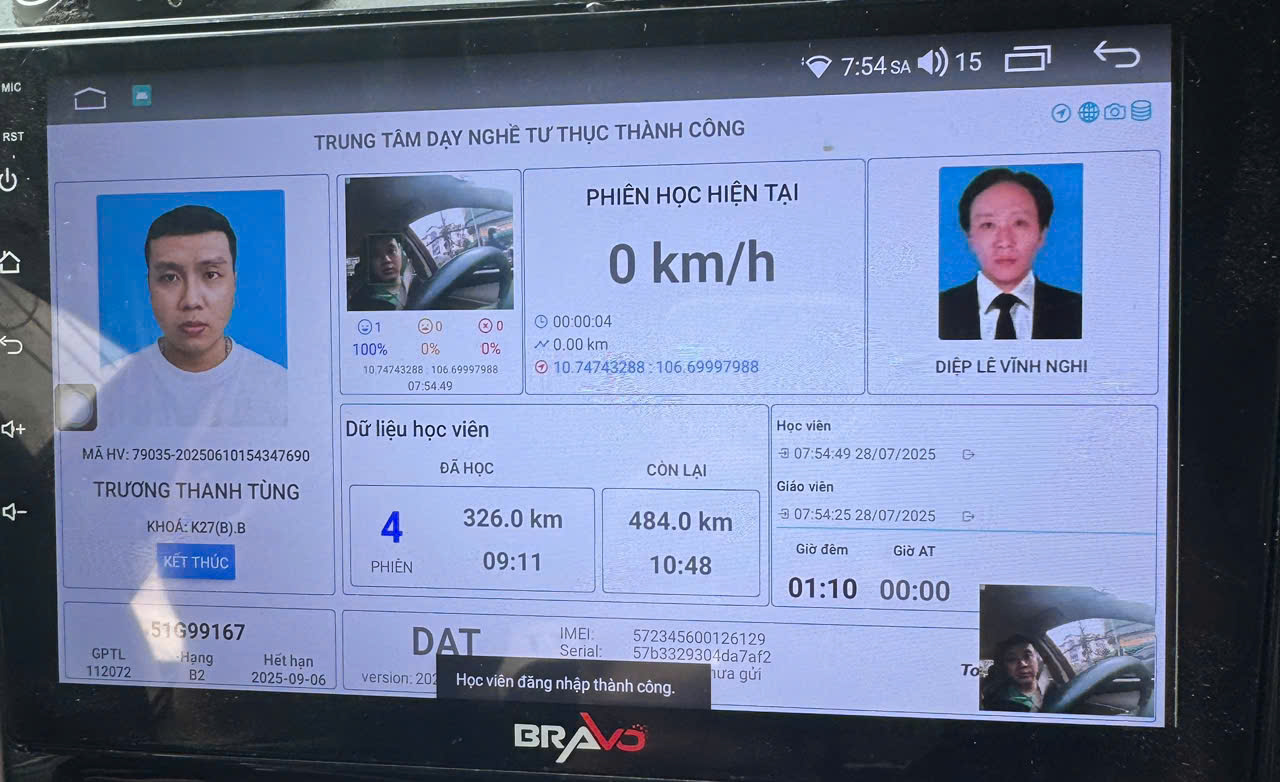 MIC
RST
7:54 SA
15
TRUNG TÂM DẠY NGHỀ TƯ THỤC THÀNH CÔNG
MÃ HV: 79035-20250610154347690
TRƯƠNG THANH TÙNG
KHOÁ: K27(B).B
KẾT THÚC
1 0 0
100% 0% 0%
10.74743288 : 106.69997988
07:54.49
PHIÊN HỌC HIỆN TẠI
0 km/h
00:00:04
0.00 km
10.74743288 : 106.69997988
DIỆP LÊ VĨNH NGHI
Dữ liệu học viên
ĐÃ HỌC
4
PHIÊN
326.0 km
09:11
CÒN LẠI
484.0 km
10:48
Học viên
07:54:49 28/07/2025
Giáo viên
07:54:25 28/07/2025
Giờ đêm Giờ AT
01:10 00:00
51G99167
GPTL Hạng Hết hạn
112072 B2 2025-09-06
DAT
version:
IMEI: 572345600126129
Serial: 57b3329304da7af2
gửi
Học viên đăng nhập thành công.
BRAVO